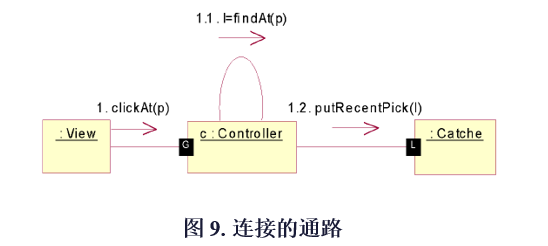 1.1. l=findAt(p)
1. clickAt(p)
1.2. putRecentPick(l)
: View
G
c : Controller
L
: Catche
图 9. 连接的通路